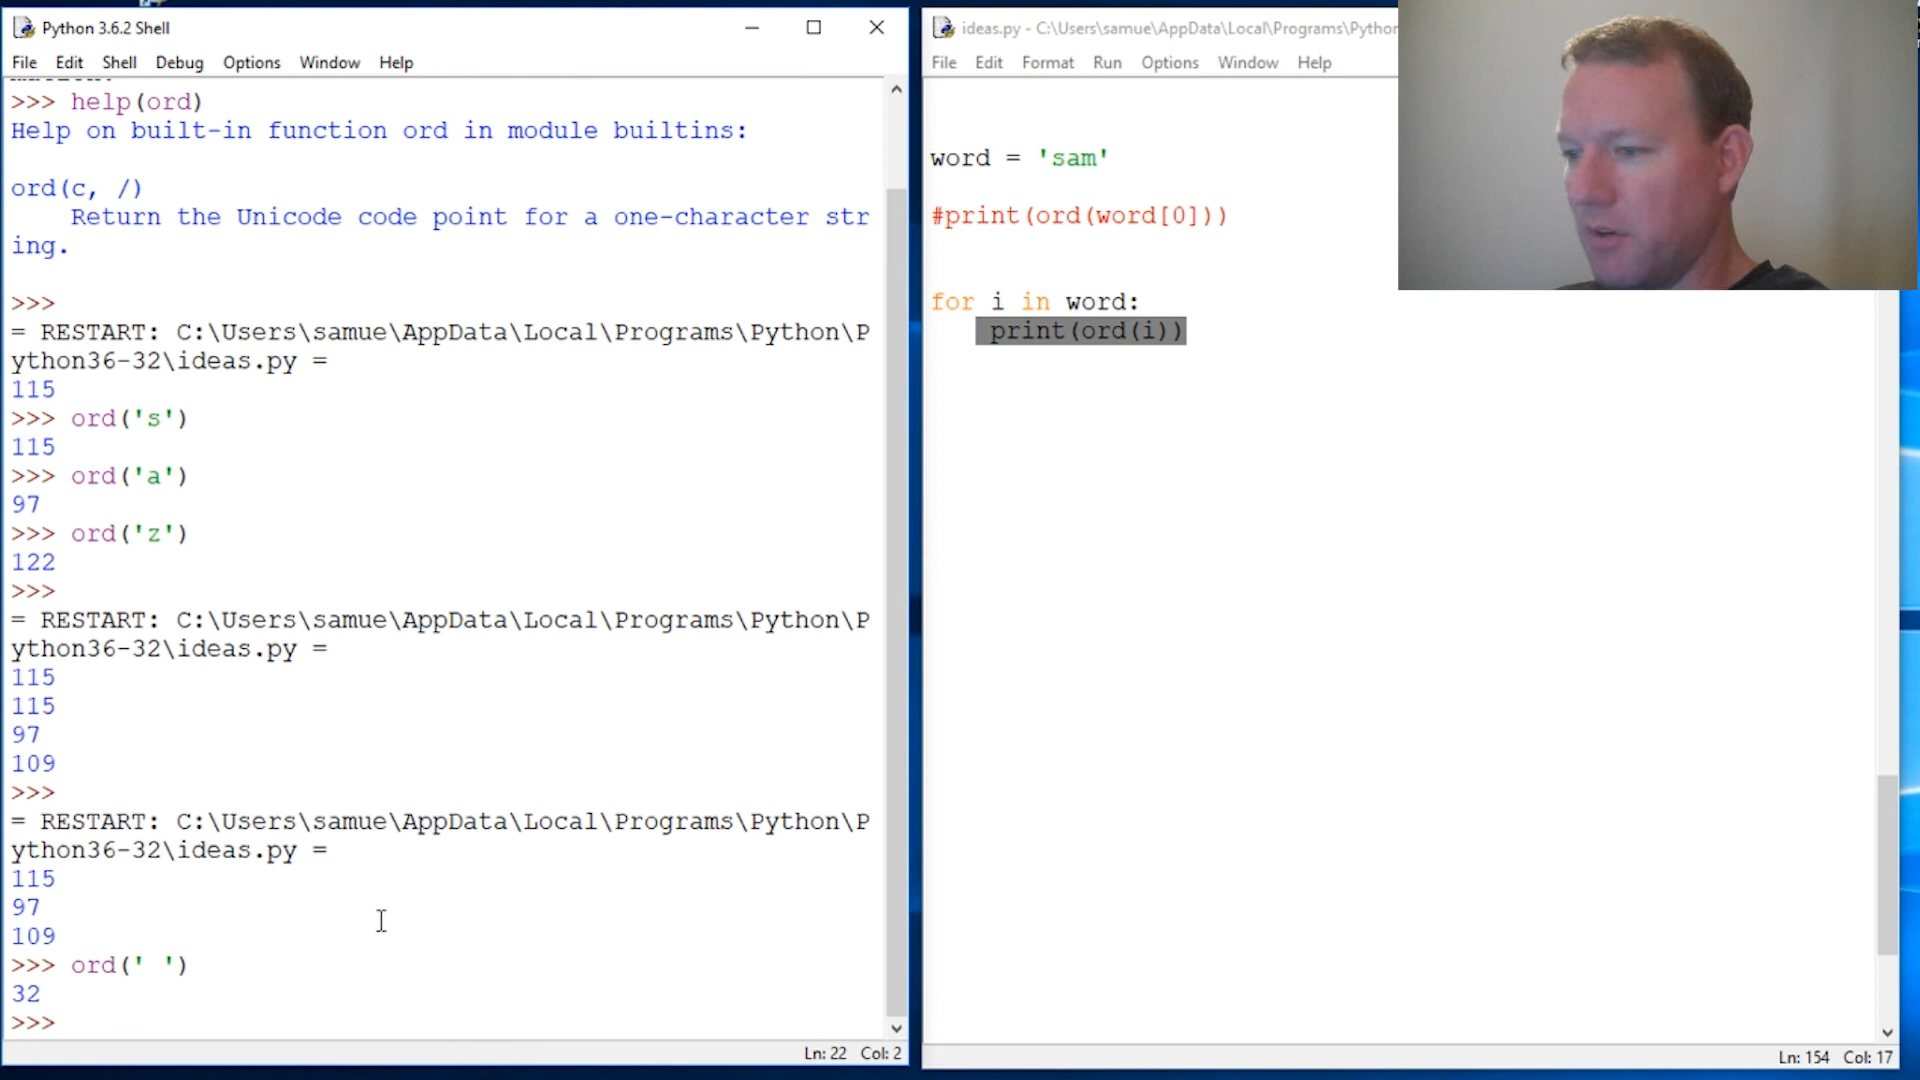 Python 3.6.2 Shell
File Edit Shell Debug Options Window Help
>>> help(ord)
Help on built-in function ord in module builtins:
ord(c, /)
    Return the Unicode code point for a one-character str
ing.
>>>
= RESTART: C:\Users\samue\AppData\Local\Programs\Python\P
ython36-32\ideas.py =
115
>>> ord('s')
115
>>> ord('a')
97
>>> ord('z')
122
>>>
= RESTART: C:\Users\samue\AppData\Local\Programs\Python\P
ython36-32\ideas.py =
115
115
97
109
>>>
= RESTART: C:\Users\samue\AppData\Local\Programs\Python\P
ython36-32\ideas.py =
115
97
109
>>> ord(' ')
32
>>>
Ln: 22 Col: 2
ideas.py - C:\Users\samue\AppData\Local\Programs\Python
File Edit Format Run Options Window Help
word = 'sam'
#print(ord(word[0]))
for i in word:
    print(ord(i))
Ln: 154 Col: 17